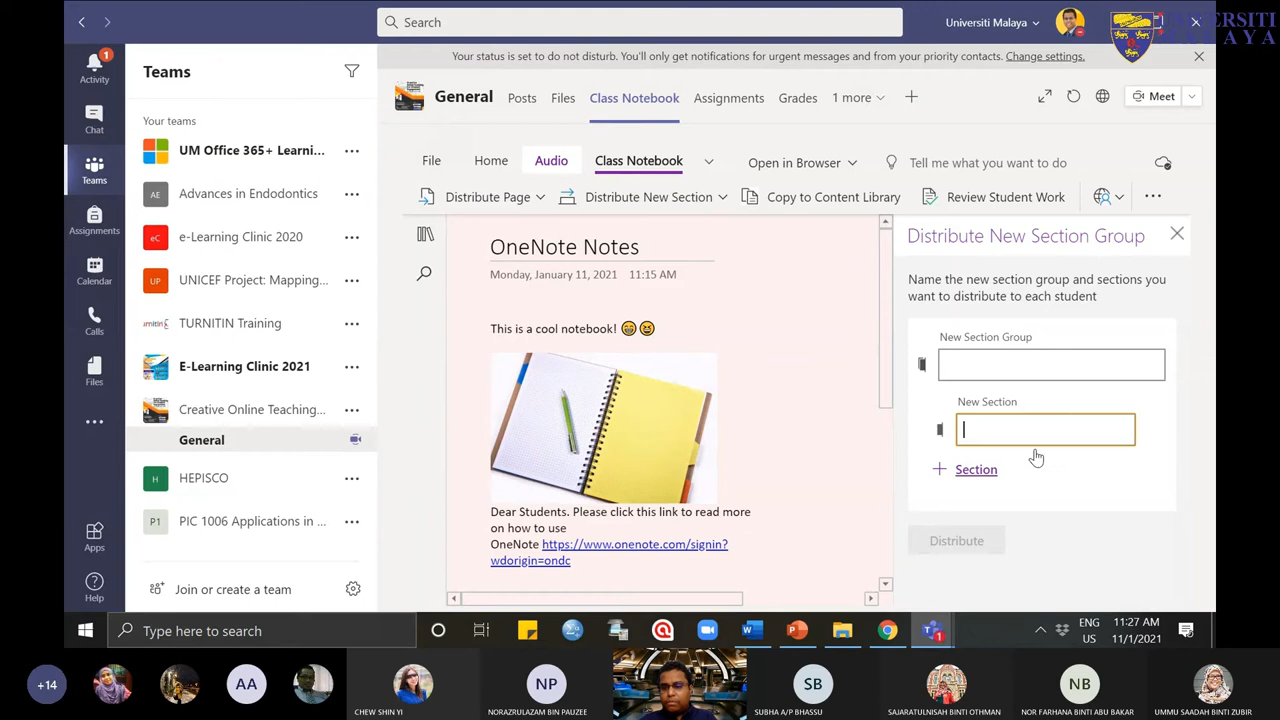 Search
Universiti Malaya
UNIVERSITI
MALAYA
Your status is set to do not disturb. You'll only get notifications for urgent messages and from your priority contacts. Change settings.
1
Activity
Chat
Teams
Assignments
Calendar
Calls
Files
Apps
Help
Teams
Your teams
UM Office 365+ Learni...
AE Advances in Endodontics
eC e-Learning Clinic 2020
UP UNICEF Project: Mapping...
TURNITIN Training
E-Learning Clinic 2021
Creative Online Teaching...
General
H HEPISCO
P1 PIC 1006 Applications in ...
Join or create a team
General Posts Files Class Notebook Assignments Grades 1 more
Meet
File Home Audio Class Notebook Open in Browser Tell me what you want to do
Distribute Page Distribute New Section Copy to Content Library Review Student Work
OneNote Notes
Monday, January 11, 2021 11:15 AM
This is a cool notebook!
Dear Students. Please click this link to read more
on how to use
OneNote https://www.onenote.com/signin?
wdorigin=ondc
Distribute New Section Group
Name the new section group and sections you
want to distribute to each student
New Section Group
New Section
Section
Distribute
Type here to search
1
ENG
US
11:27 AM
11/1/2021
+14
AA
NP
SB
NB
CHEW SHIN YI
NORAZRULAZAM BIN PAUZEE
SUBHA A/P BHASSU
SAJARATULNISAH BINTI OTHMAN
NOR FARHANA BINTI ABU BAKAR
UMMU SAADAH BINTI ZUBIR